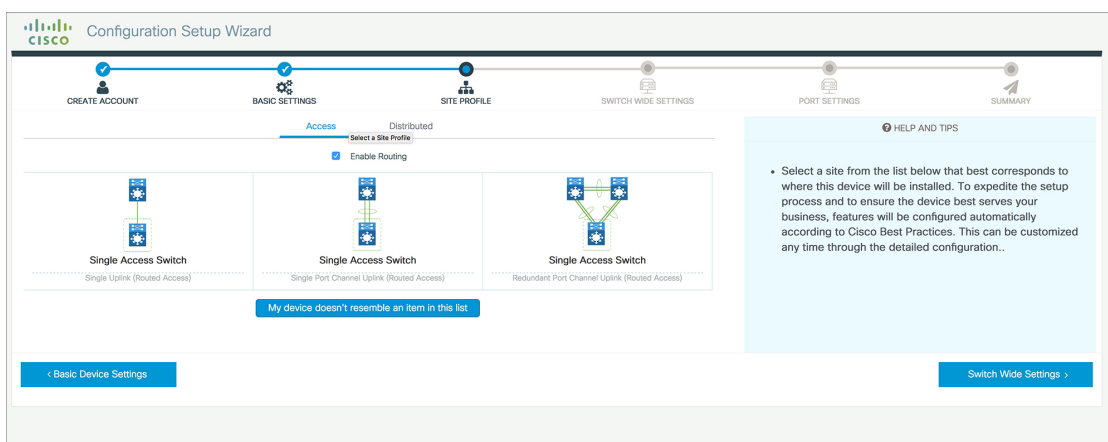 CISCO
Configuration Setup Wizard
CREATE ACCOUNT
BASIC SETTINGS
SITE PROFILE
SWITCH WIDE SETTINGS
PORT SETTINGS
SUMMARY
Access
Distributed
Select a Site Profile
Enable Routing
Single Access Switch
Single Uplink (Routed Access)
Single Access Switch
Single Port Channel Uplink (Routed Access)
Single Access Switch
Redundant Port Channel Uplink (Routed Access)
My device doesn't resemble an item in this list
HELP AND TIPS
• Select a site from the list below that best corresponds to
where this device will be installed. To expedite the setup
process and to ensure the device best serves your
business, features will be configured automatically
according to Cisco Best Practices. This can be customized
any time through the detailed configuration..
‹ Basic Device Settings
Switch Wide Settings ›